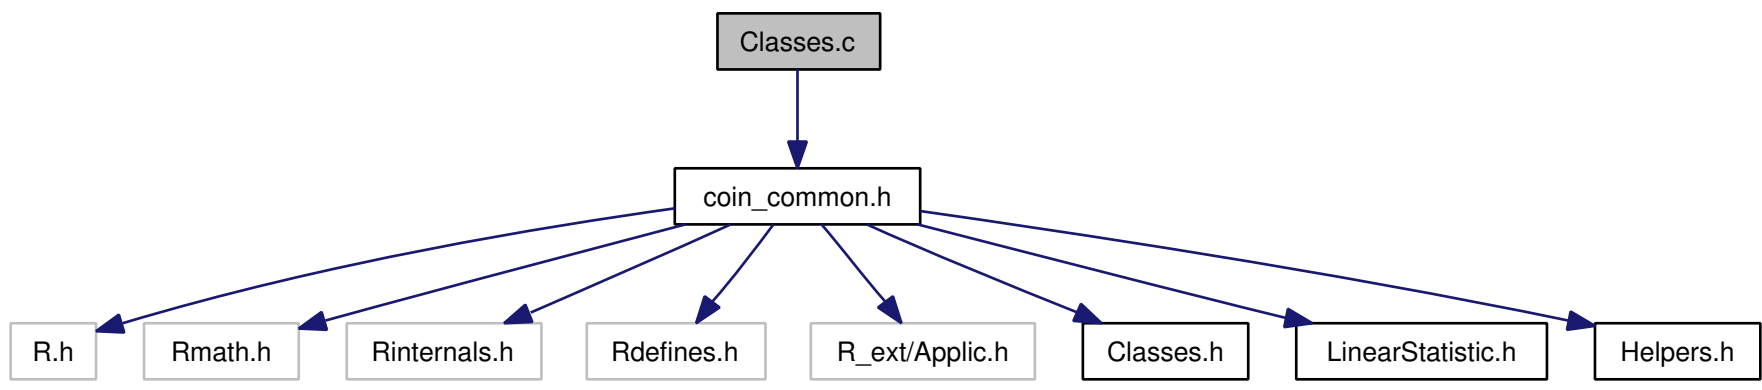 Classes.c
coin_common.h
R.h
Rmath.h
Rinternals.h
Rdefines.h
R_ext/Applic.h
Classes.h
LinearStatistic.h
Helpers.h